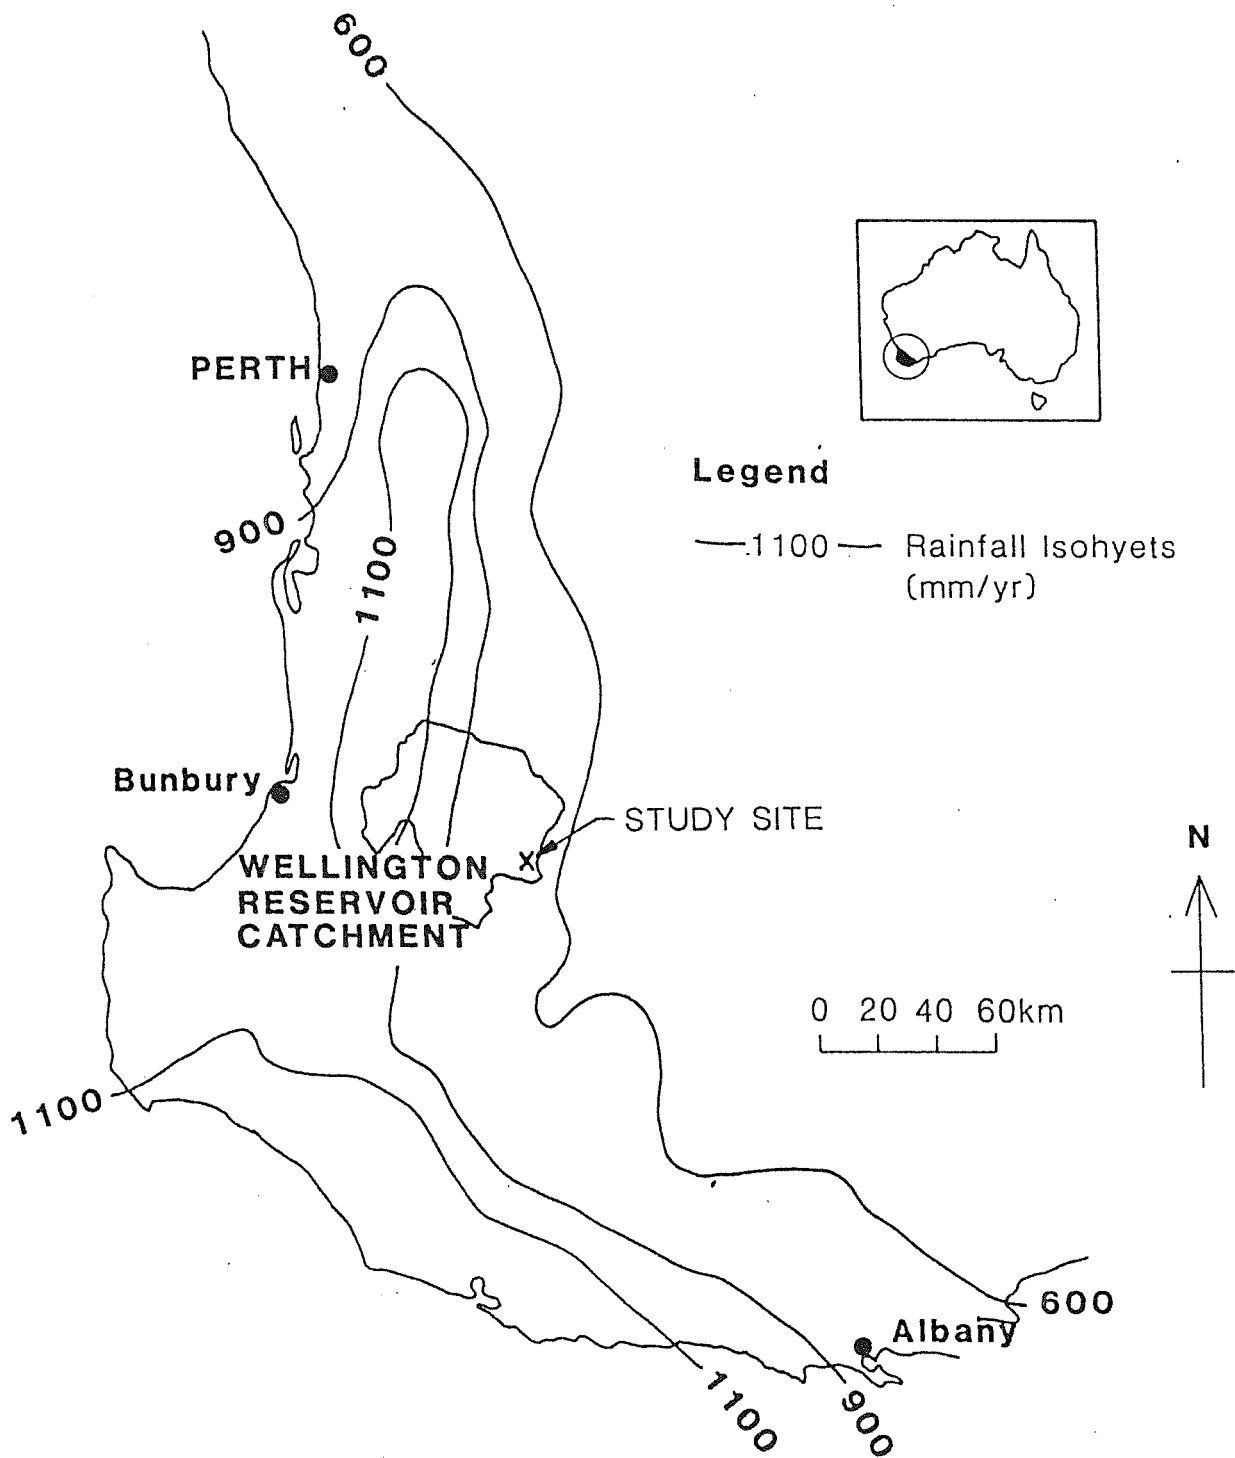 600
PERTH
Legend
900
1100
1100 Rainfall Isohyets
(mm/yr)
Bunbury
STUDY SITE
N
WELLINGTON
RESERVOIR
CATCHMENT
0 20 40 60km
1100
600
Albany
1100
900